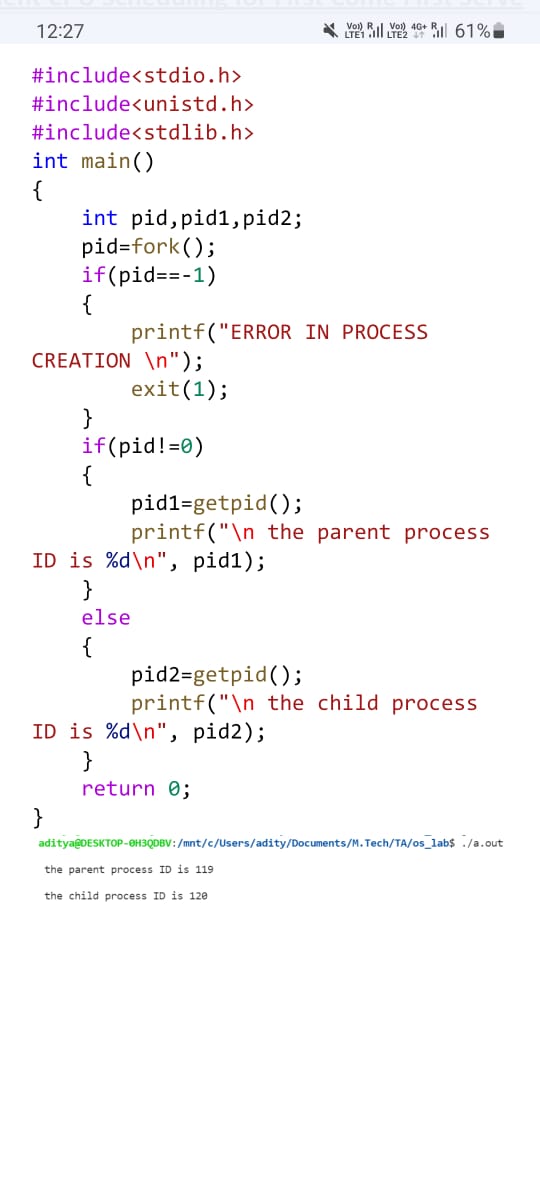 12:27
Vo)) R Vo)) 4G+ R 61%
LTE1 LTE2 ↓↑
#include<stdio.h>
#include<unistd.h>
#include<stdlib.h>
int main()
{
    int pid,pid1,pid2;
    pid=fork();
    if(pid==-1)
    {
        printf("ERROR IN PROCESS
CREATION \n");
        exit(1);
    }
    if(pid!=0)
    {
        pid1=getpid();
        printf("\n the parent process
ID is %d\n", pid1);
    }
    else
    {
        pid2=getpid();
        printf("\n the child process
ID is %d\n", pid2);
    }
    return 0;
}
aditya@DESKTOP-0H3QDBV:/mnt/c/Users/adity/Documents/M.Tech/TA/os_lab$ ./a.out
the parent process ID is 119
the child process ID is 120